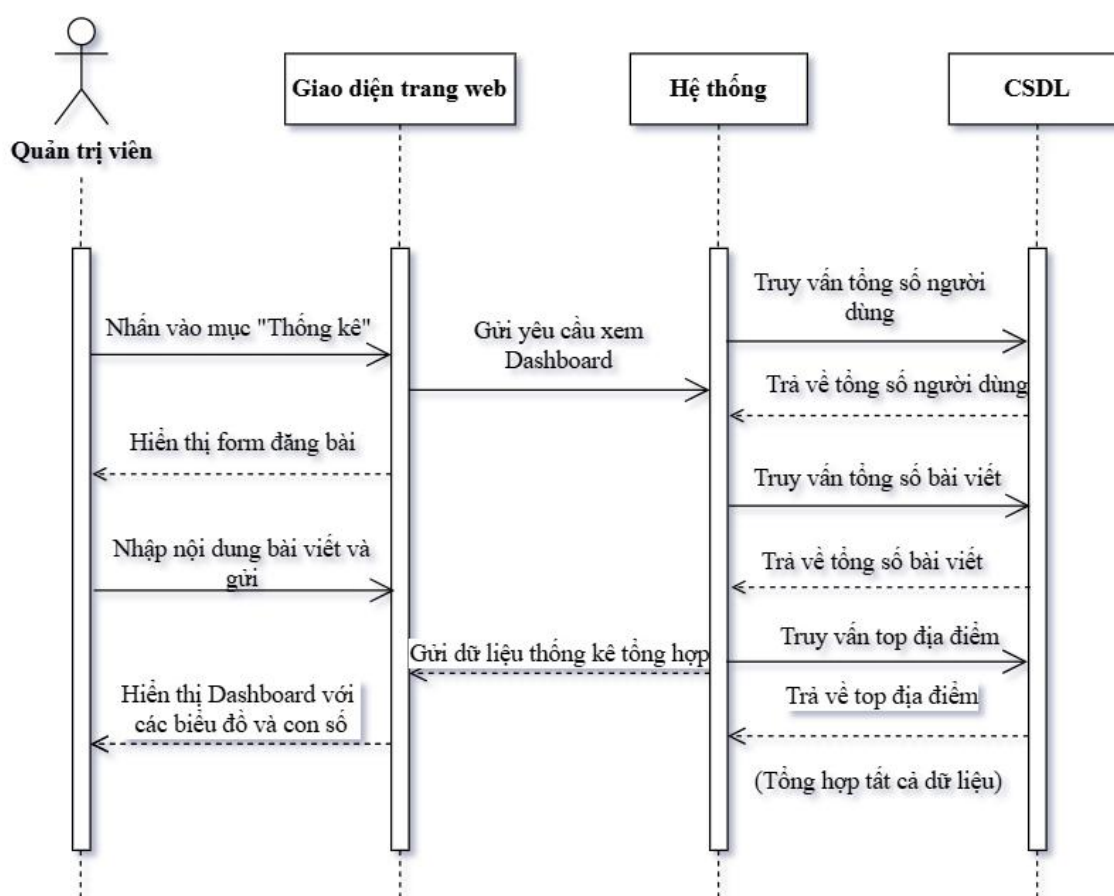 Quản trị viên
Giao diện trang web
Hệ thống
CSDL
Nhấn vào mục "Thống kê"
Gửi yêu cầu xem
Dashboard
Truy vấn tổng số người
dùng
Trả về tổng số người dùng
Hiển thị form đăng bài
Truy vấn tổng số bài viết
Nhập nội dung bài viết và
gửi
Trả về tổng số bài viết
Gửi dữ liệu thống kê tổng hợp
Truy vấn top địa điểm
Hiển thị Dashboard với
các biểu đồ và con số
Trả về top địa điểm
(Tổng hợp tất cả dữ liệu)